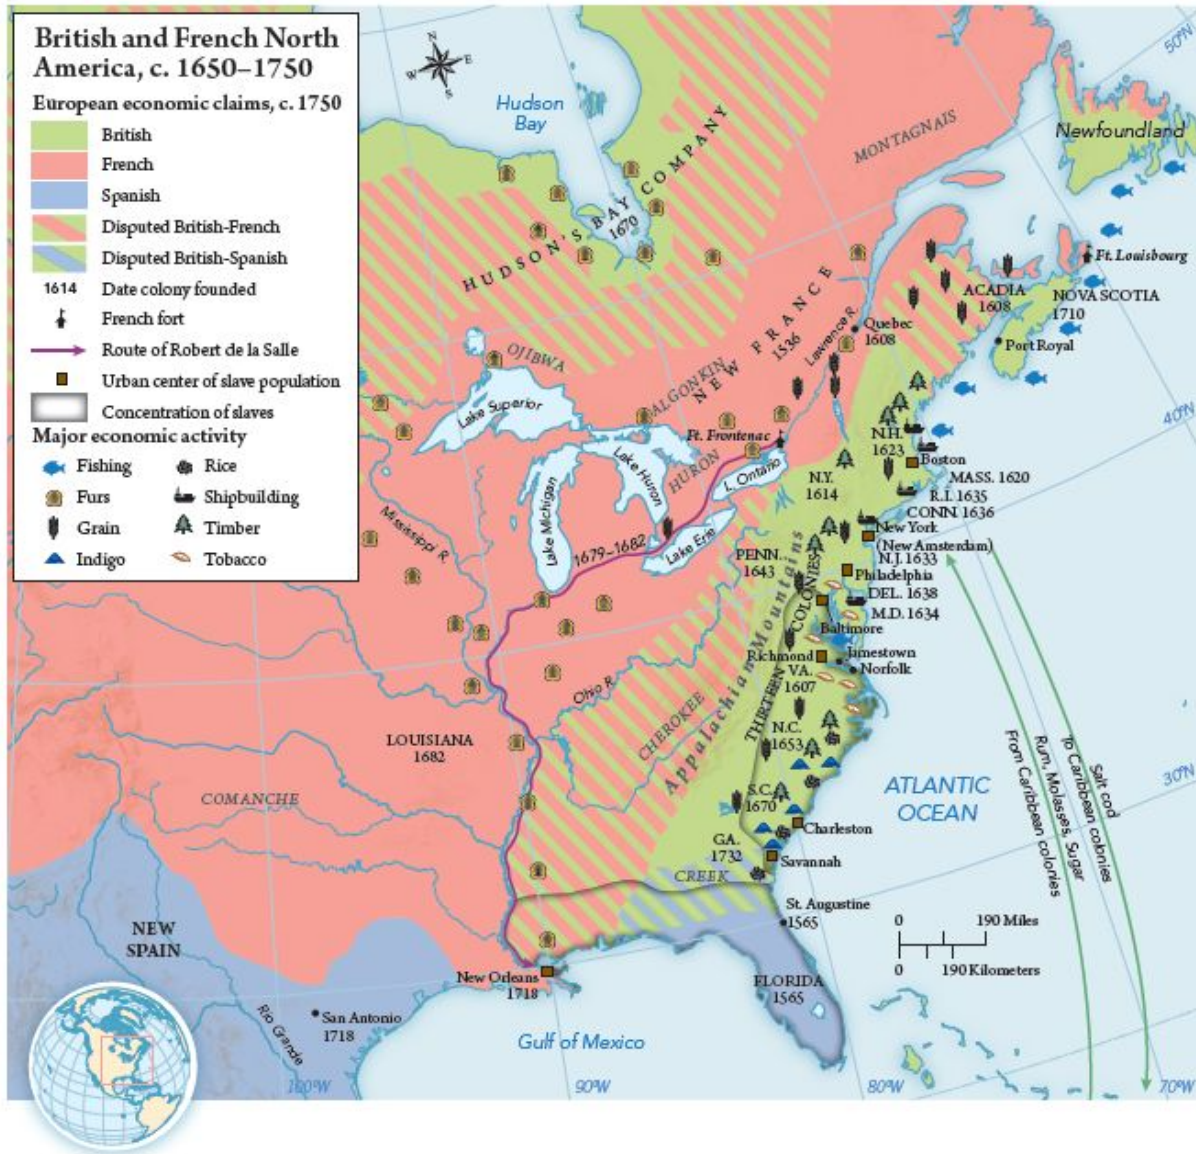 British and French North
America, c. 1650–1750
European economic claims, c. 1750
British
French
Spanish
Disputed British-French
Disputed British-Spanish
1614 Date colony founded
French fort
Route of Robert de la Salle
Urban center of slave population
Concentration of slaves
Major economic activity
Fishing
Rice
Furs
Shipbuilding
Grain
Timber
Indigo
Tobacco
N
W
E
S
Hudson
Bay
50°N
Newfoundland
MONTAGNAIS
HUDSON'S BAY COMPANY
1670
Ft. Louisbourg
ACADIA
1608
NOVA SCOTIA
1710
Port Royal
NEW FRANCE
1536
Lawrence R.
Quebec
1608
OJIBWA
ALGONKIN
Lake Superior
40°N
Ft. Frontenac
HURON
Lake Huron
L. Ontario
Lake Michigan
Lake Erie
1679–1682
Mississippi R.
N.H.
1623
Boston
MASS. 1620
R.I. 1635
CONN. 1636
N.Y.
1614
New York
(New Amsterdam)
N.J. 1633
PENN.
1643
Philadelphia
DEL. 1638
M.D. 1634
Baltimore
Jamestown
Richmond
Norfolk
VA.
1607
THIRTEEN COLONIES
Appalachian Mountains
Ohio R.
CHEROKEE
N.C.
1653
S.C.
1670
Charleston
GA.
1732
Savannah
CREEK
LOUISIANA
1682
COMANCHE
ATLANTIC
OCEAN
30°N
Salt cod
To Caribbean colonies
Rum, Molasses, Sugar
From Caribbean colonies
St. Augustine
1565
0 190 Miles
0 190 Kilometers
NEW
SPAIN
New Orleans
1718
FLORIDA
1565
San Antonio
1718
Rio Grande
Gulf of Mexico
100°W
90°W
80°W
70°W